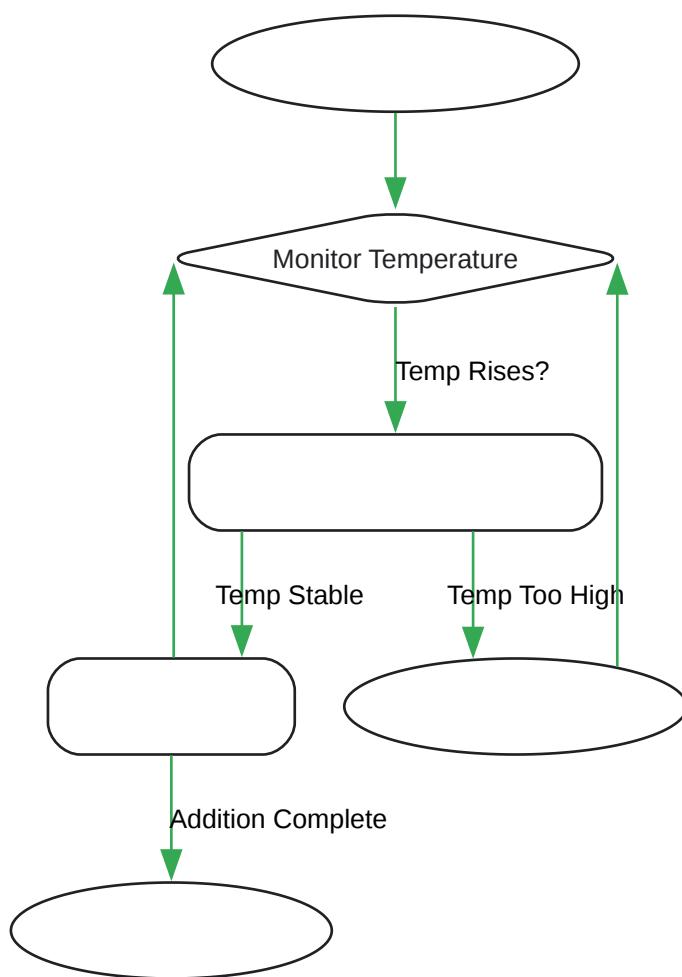 Monitor Temperature
Temp Rises?
Temp Stable
Temp Too High
Addition Complete